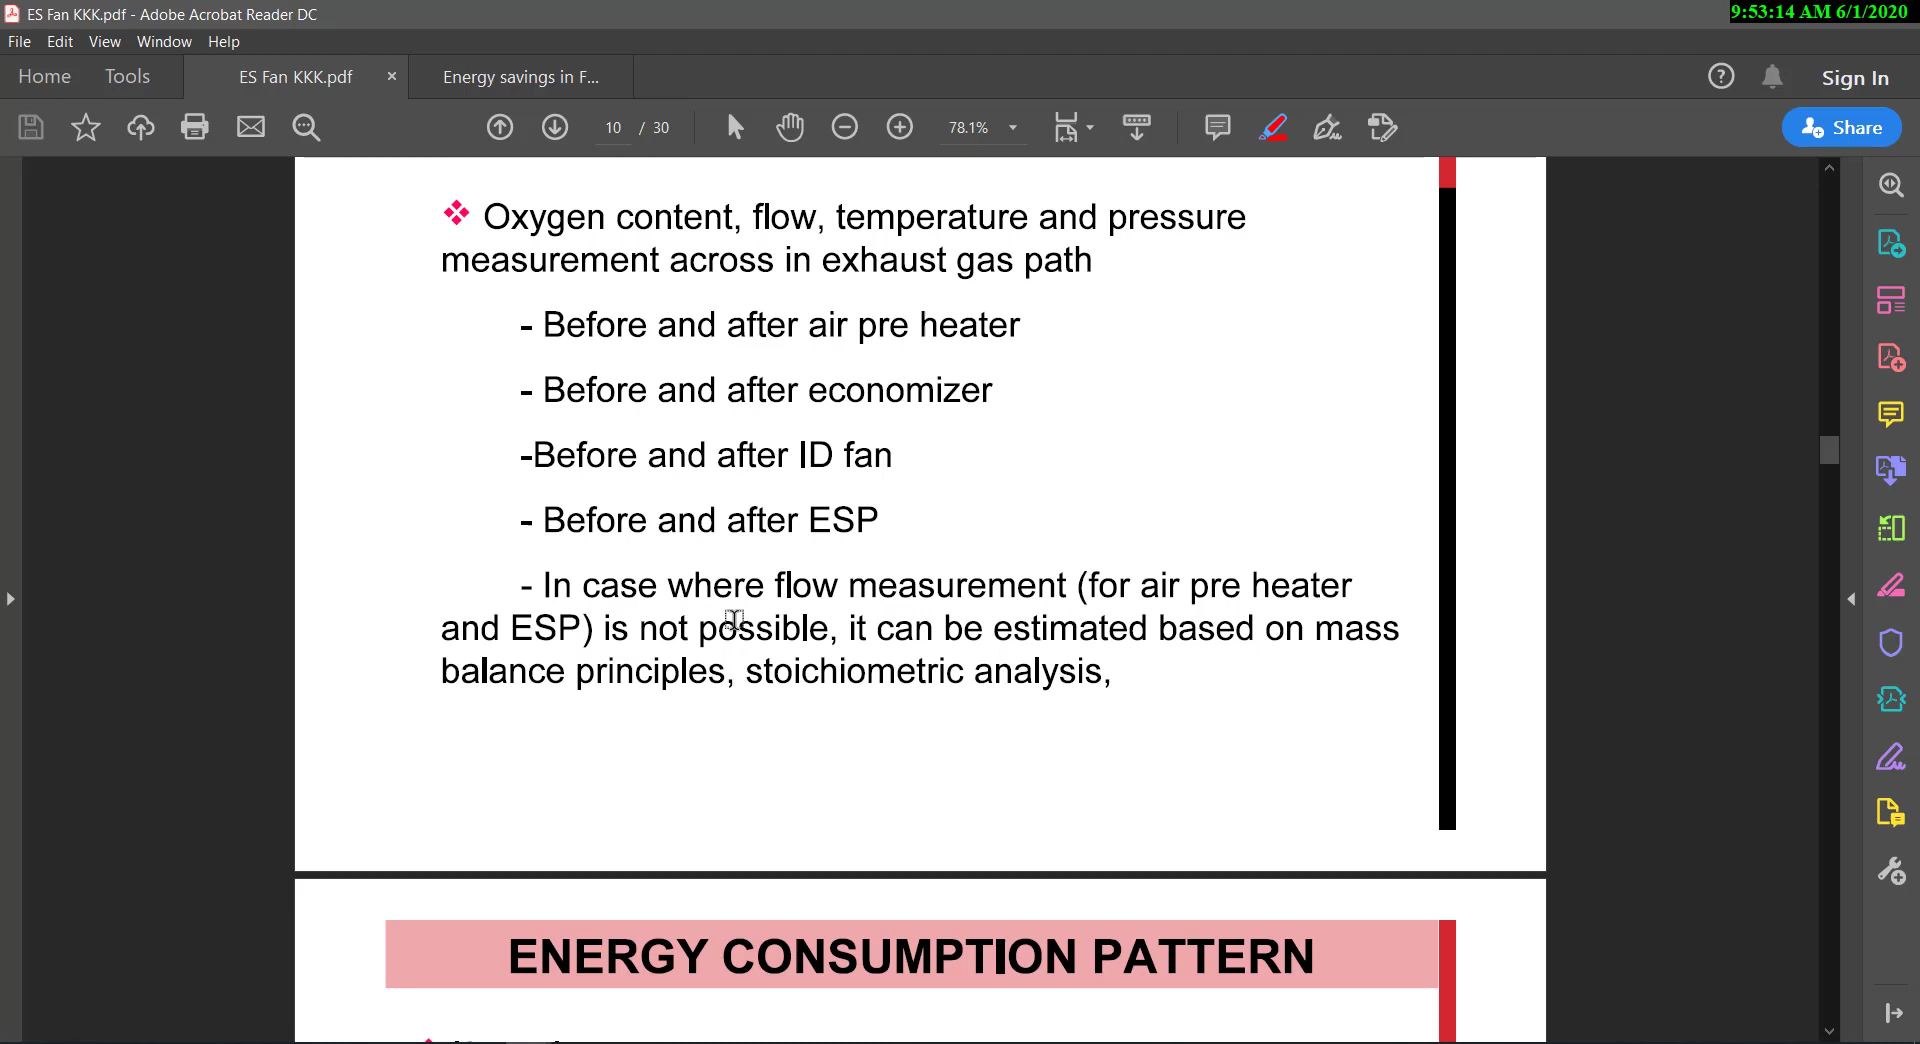 ES Fan KKK.pdf - Adobe Acrobat Reader DC
9:53:14 AM 6/1/2020
File Edit View Window Help
Home Tools ES Fan KKK.pdf × Energy savings in F... Sign In
10 / 30 78.1% Share
❖ Oxygen content, flow, temperature and pressure
measurement across in exhaust gas path
- Before and after air pre heater
- Before and after economizer
-Before and after ID fan
- Before and after ESP
- In case where flow measurement (for air pre heater
and ESP) is not possible, it can be estimated based on mass
balance principles, stoichiometric analysis,
ENERGY CONSUMPTION PATTERN